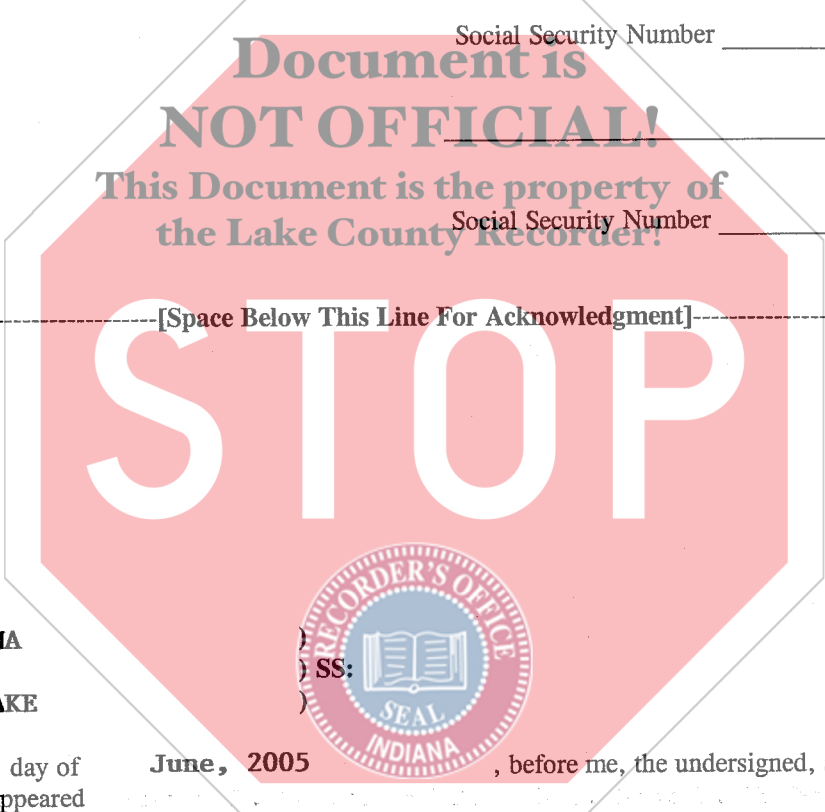 Social Security Number
Document is
NOT OFFICIAL!
This Document is the property of
Social Security Number
the Lake County Recorder!
[Space Below This Line For Acknowledgment]
STOP
RECORDER'S OFFICE
)
) SS:
AKE )
SEAL
INDIANA
day of June, 2005 , before me, the undersigned,
ppeared